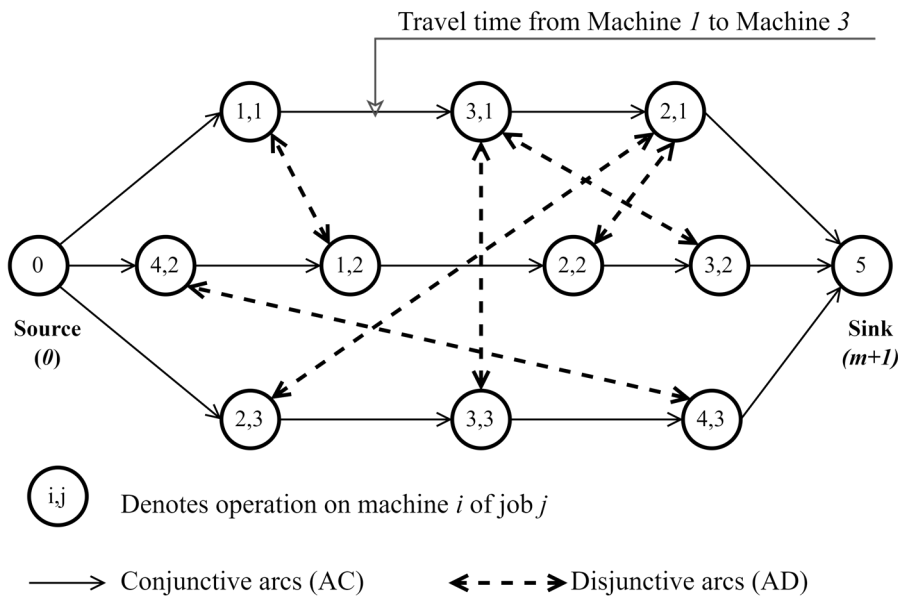 Travel time from Machine 1 to Machine 3
1,1
3,1
2,1
0
4,2
1,2
2,2
3,2
5
Source
(0)
Sink
(m+1)
2,3
3,3
4,3
i,j
Denotes operation on machine i of job j
Conjunctive arcs (AC)
Disjunctive arcs (AD)